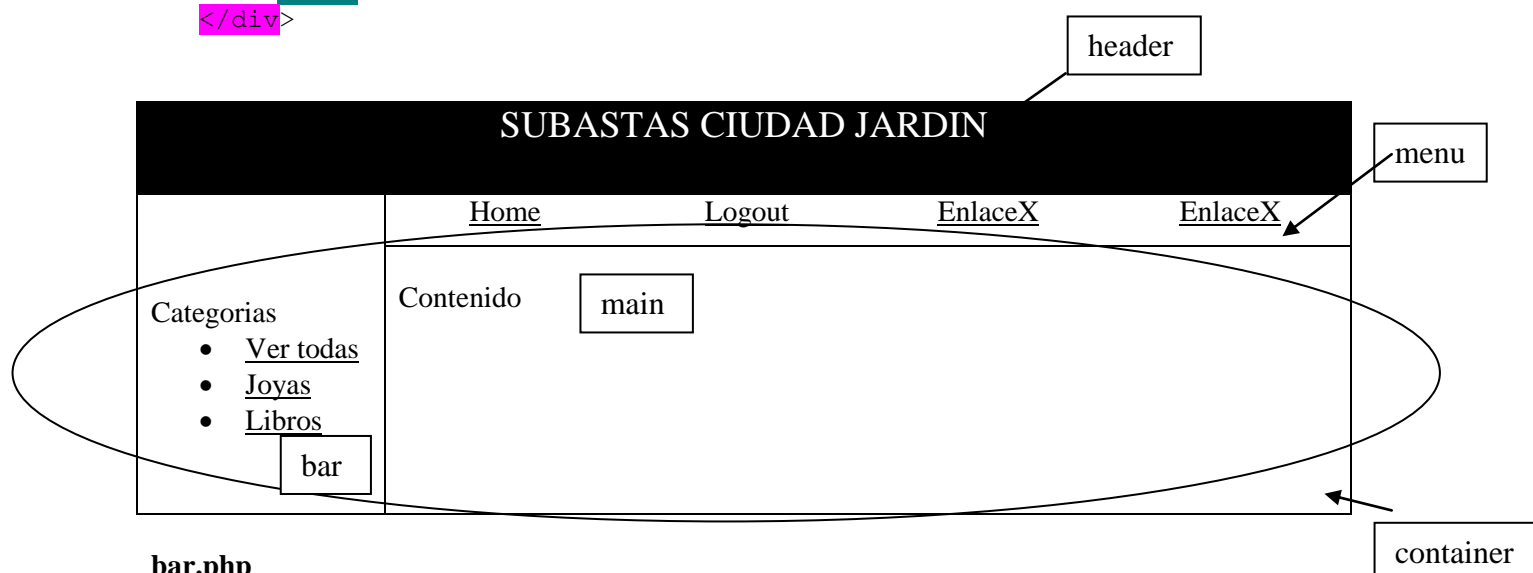 </div>
header
SUBASTAS CIUDAD JARDIN
menu
Home Logout EnlaceX EnlaceX
Contenido
main
Categorias
• Ver todas
• Joyas
• Libros
bar
container
bar.php